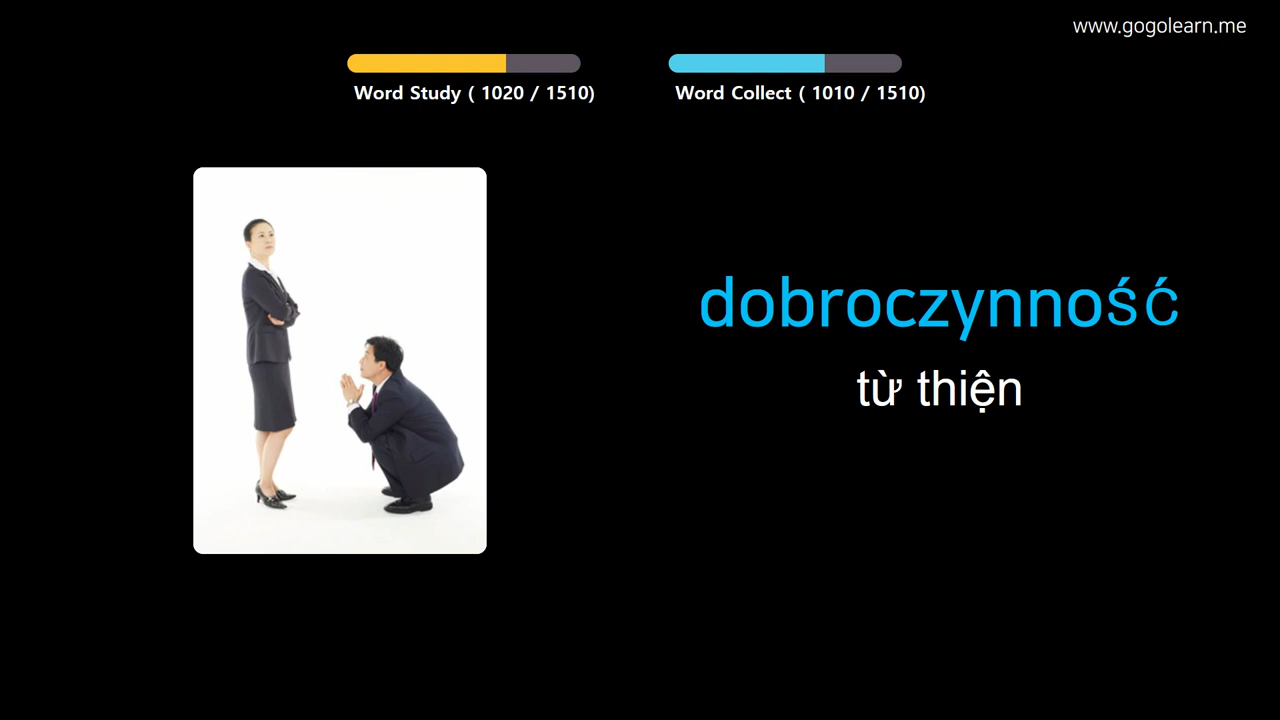 www.gogolearn.me
Word Study ( 1020 / 1510)
Word Collect ( 1010 / 1510)
dobroczynność
từ thiện